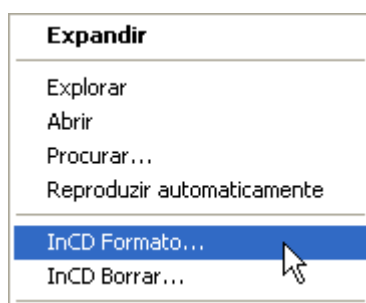 Expandir
Explorar
Abrir
Procurar...
Reproduzir automaticamente
InCD Formato...
InCD Borrar...